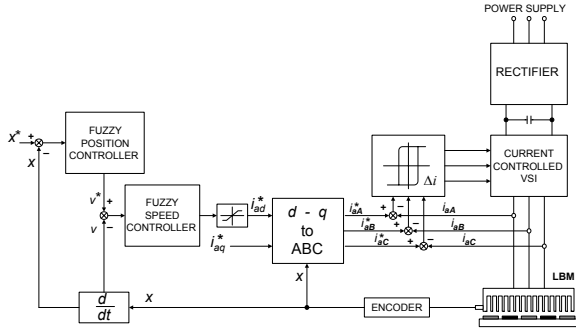 POWER SUPPLY
RECTIFIER
x* + −
x
FUZZY
POSITION
CONTROLLER
v* +
v −
FUZZY
SPEED
CONTROLLER
i*ad
i*aq
d - q
to
ABC
x
Δi
CURRENT
CONTROLLED
VSI
i*aA + − iaA
i*aB + − iaB
i*aC + − iaC
LBM
d
dt
x
ENCODER